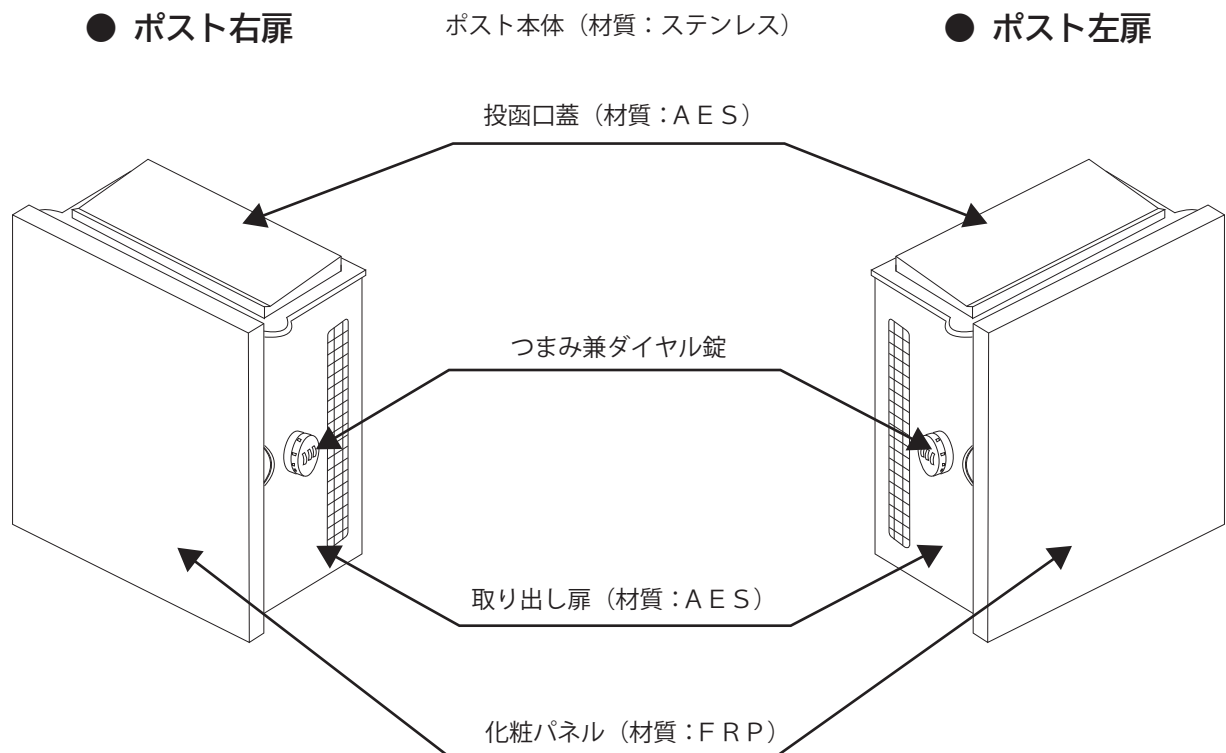 ● ポスト右扉
ポスト本体（材質：ステンレス）
● ポスト左扉
投函口蓋（材質：ＡＥＳ）
つまみ兼ダイヤル錠
取り出し扉（材質：ＡＥＳ）
化粧パネル（材質：ＦＲＰ）